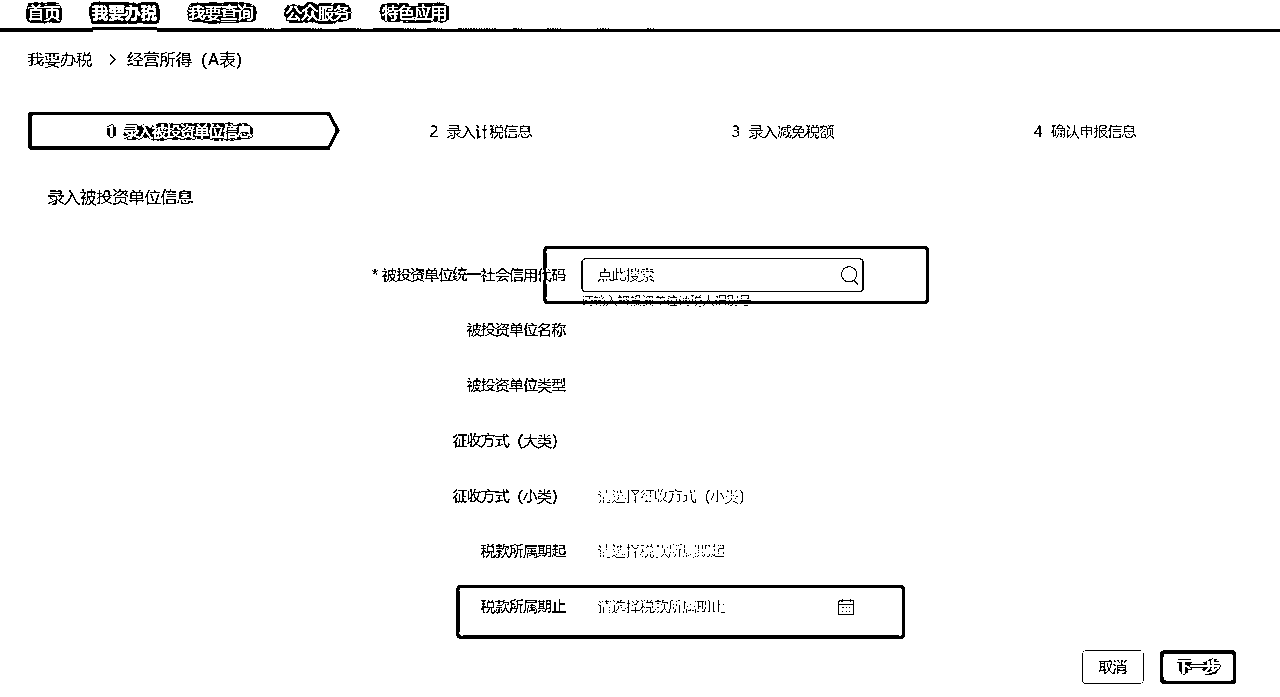 首页 我要办税 我要查询 公众服务 特色应用
我要办税 > 经营所得（A表）
1 录入被投资单位信息 2 录入计税信息 3 录入减免税额 4 确认申报信息
录入被投资单位信息
* 被投资单位统一社会信用代码 点此搜索
请输入被投资单位纳税人识别号
被投资单位名称
被投资单位类型
征收方式（大类）
征收方式（小类） 请选择征收方式（小类）
税款所属期起 请选择税款所属期起
税款所属期止 请选择税款所属期止
取消 下一步